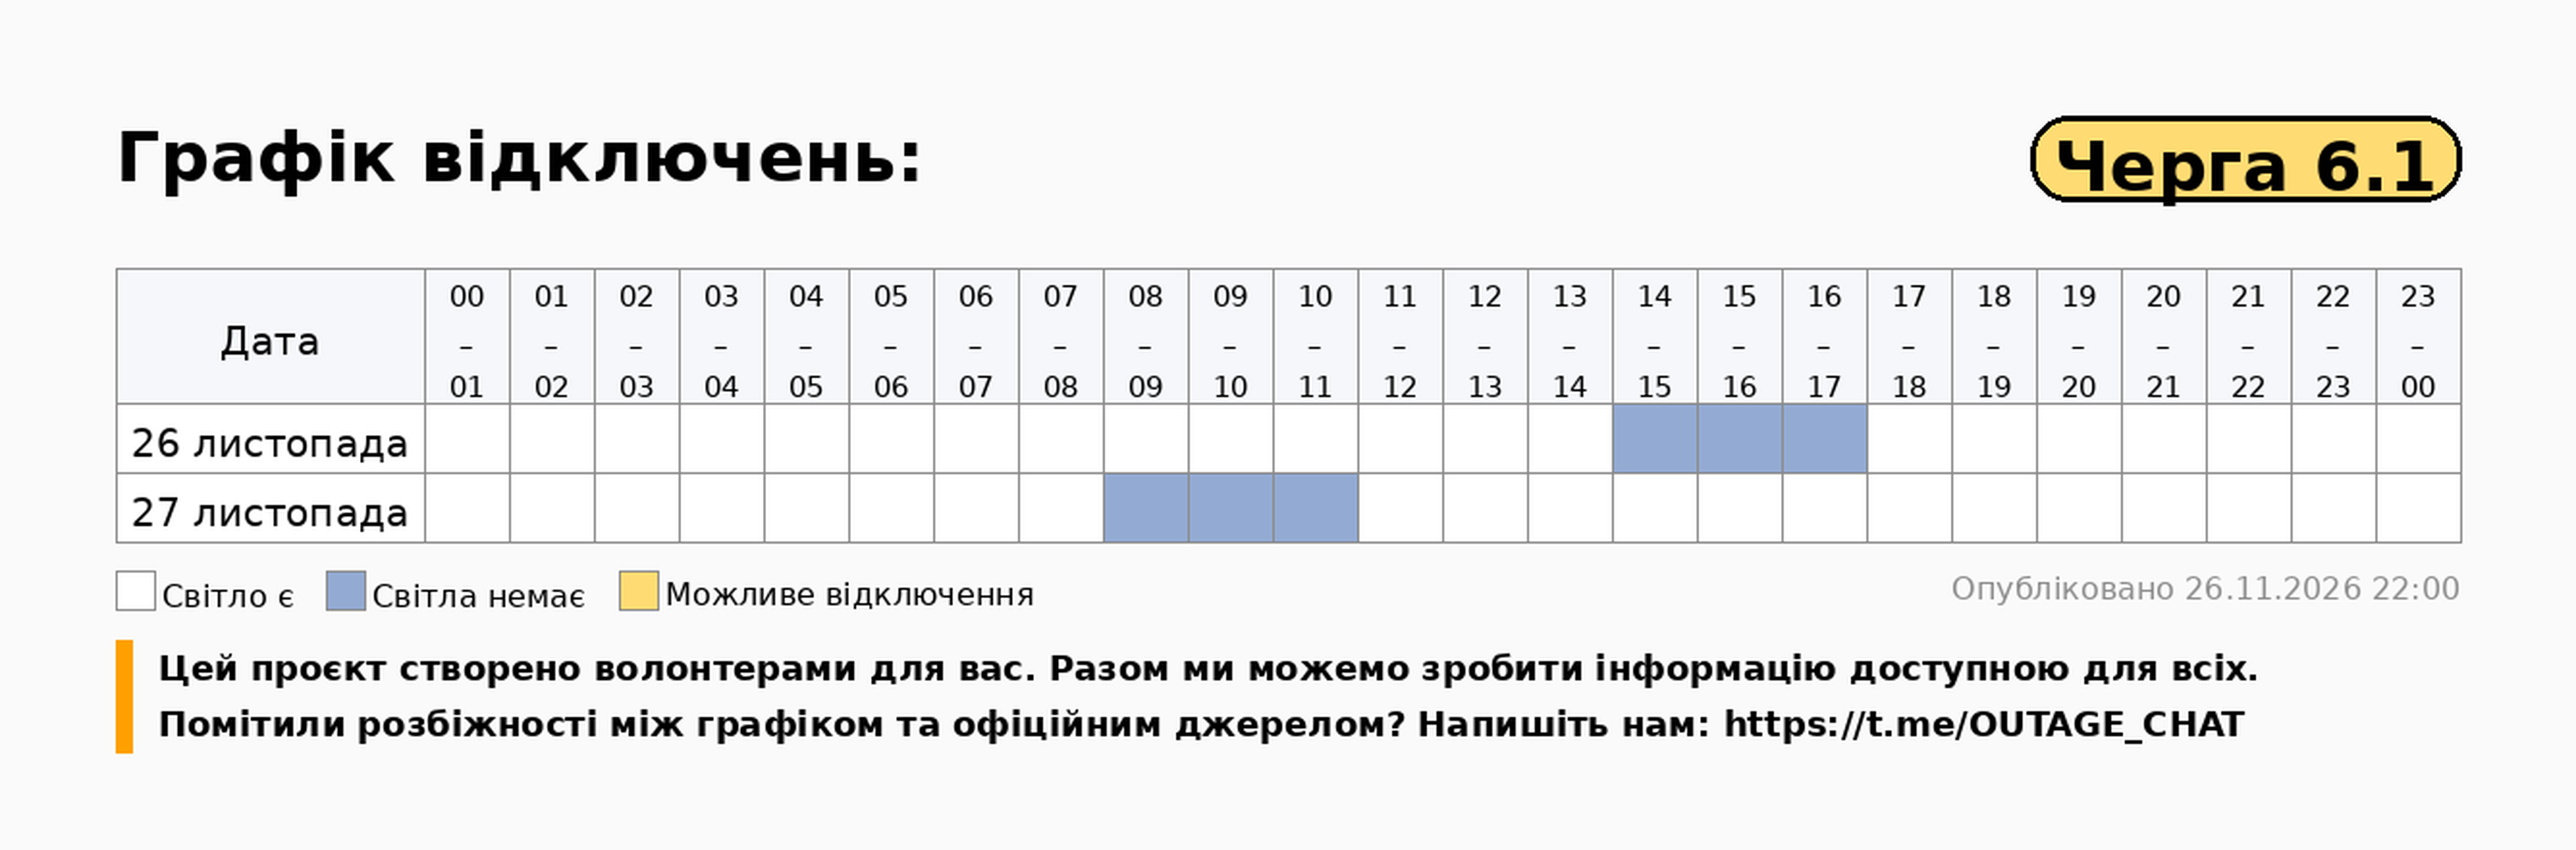 Графік відключень:
Черга 6.1
Дата
00 – 01
01 – 02
02 – 03
03 – 04
04 – 05
05 – 06
06 – 07
07 – 08
08 – 09
09 – 10
10 – 11
11 – 12
12 – 13
13 – 14
14 – 15
15 – 16
16 – 17
17 – 18
18 – 19
19 – 20
20 – 21
21 – 22
22 – 23
23 – 00
26 листопада
27 листопада
Світло є
Світла немає
Можливе відключення
Опубліковано 26.11.2026 22:00
Цей проєкт створено волонтерами для вас. Разом ми можемо зробити інформацію доступною для всіх.
Помітили розбіжності між графіком та офіційним джерелом? Напишіть нам: https://t.me/OUTAGE_CHAT